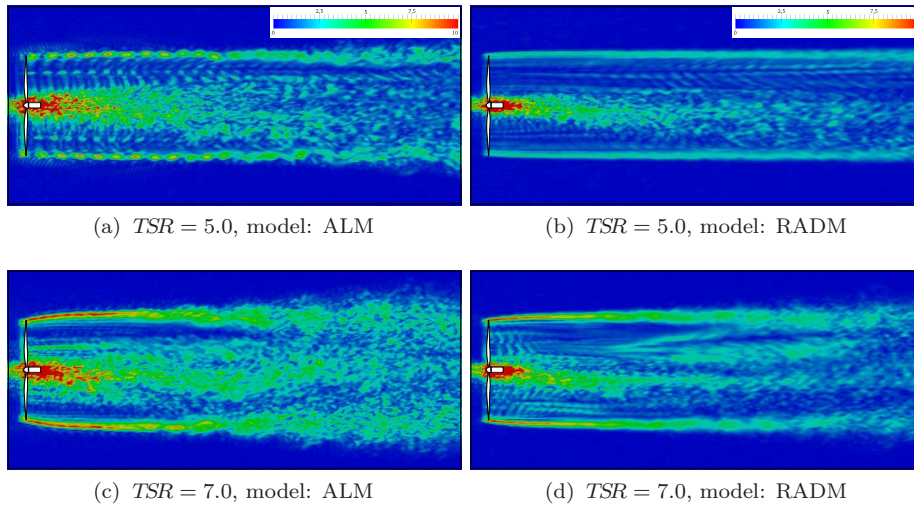 0 2,5 5 7,5 10
0 2,5 5 7,5
(a) TSR = 5.0, model: ALM
(b) TSR = 5.0, model: RADM
(c) TSR = 7.0, model: ALM
(d) TSR = 7.0, model: RADM